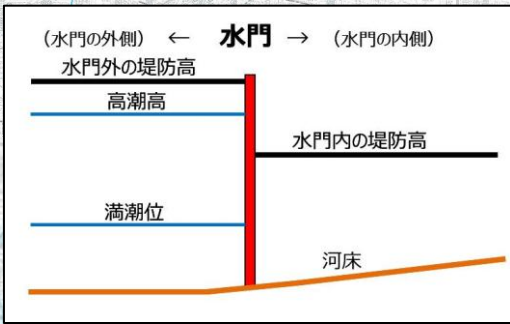 （水門の外側） ← 水門 → （水門の内側）
水門外の堤防高
高潮高
水門内の堤防高
満潮位
河床